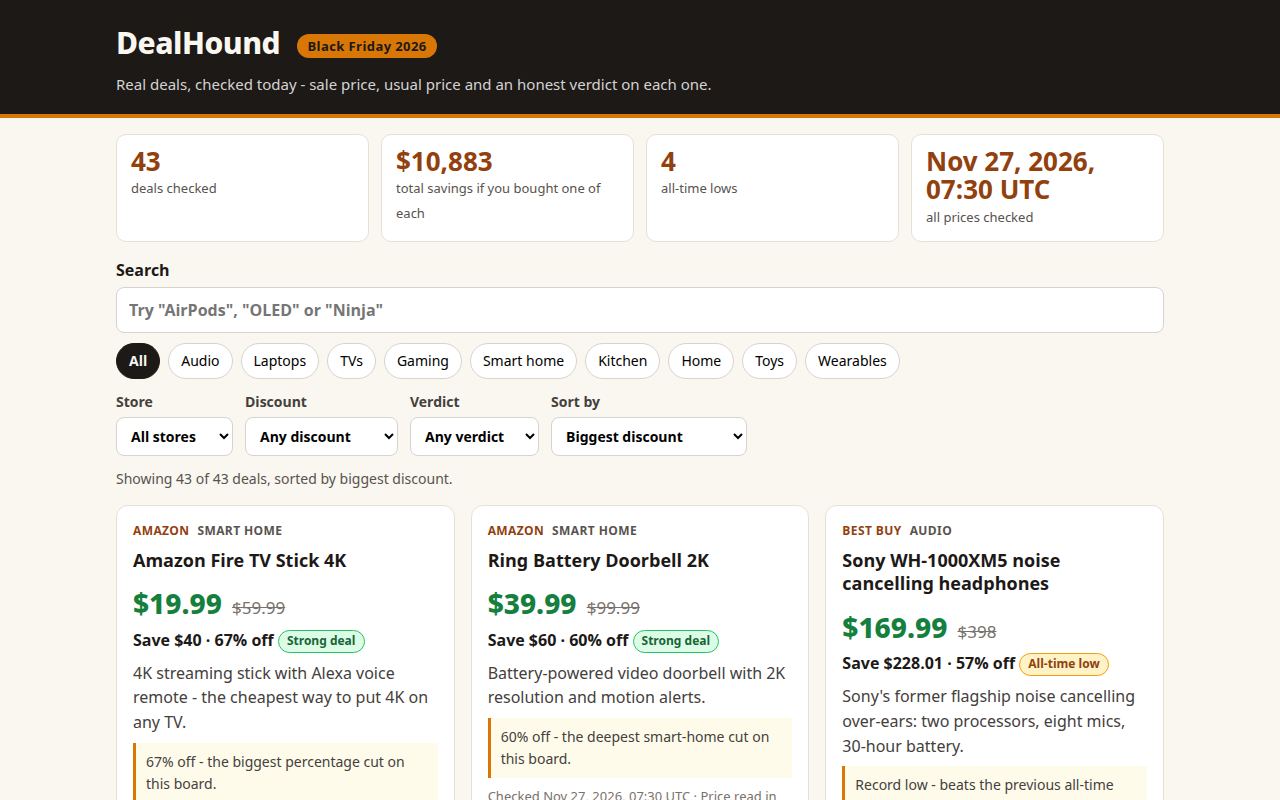 DealHound Black Friday 2026
Real deals, checked today - sale price, usual price and an honest verdict on each one.
43
deals checked
$10,883
total savings if you bought one of
each
4
all-time lows
Nov 27, 2026,
07:30 UTC
all prices checked
Search
Try "AirPods", "OLED" or "Ninja"
All Audio Laptops TVs Gaming Smart home Kitchen Home Toys Wearables
Store Discount Verdict Sort by
All stores Any discount Any verdict Biggest discount
Showing 43 of 43 deals, sorted by biggest discount.
AMAZON SMART HOME
Amazon Fire TV Stick 4K
$19.99 $59.99
Save $40 · 67% off Strong deal
4K streaming stick with Alexa voice
remote - the cheapest way to put 4K on
any TV.
67% off - the biggest percentage cut on
this board.
AMAZON SMART HOME
Ring Battery Doorbell 2K
$39.99 $99.99
Save $60 · 60% off Strong deal
Battery-powered video doorbell with 2K
resolution and motion alerts.
60% off - the deepest smart-home cut on
this board.
Checked Nov 27, 2026, 07:30 UTC · Price read in
BEST BUY AUDIO
Sony WH-1000XM5 noise
cancelling headphones
$169.99 $398
Save $228.01 · 57% off All-time low
Sony's former flagship noise cancelling
over-ears: two processors, eight mics,
30-hour battery.
Record low - beats the previous all-time